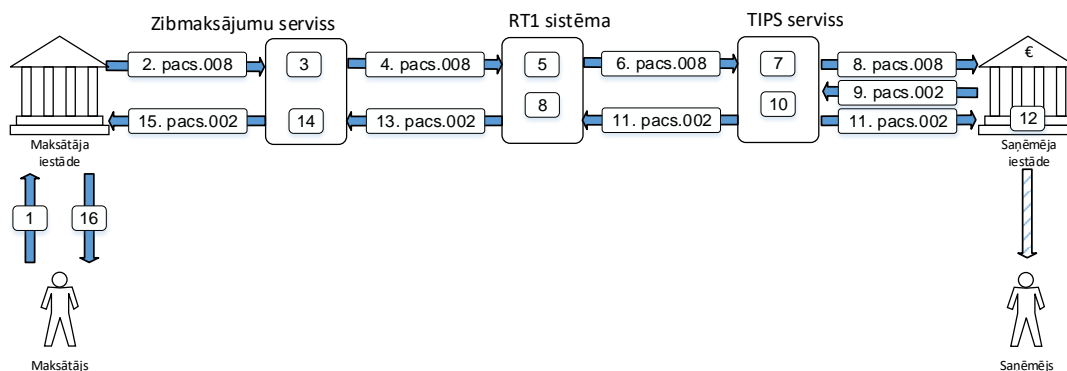 Zibmaksājumu serviss
RT1 sistēma
TIPS serviss
2. pacs.008
3
4. pacs.008
5
6. pacs.008
7
8. pacs.008
€
9. pacs.002
15. pacs.002
14
13. pacs.002
8
11. pacs.002
10
11. pacs.002
12
Maksātāja
iestāde
Saņēmēja
iestāde
1
16
Maksātājs
Saņēmējs